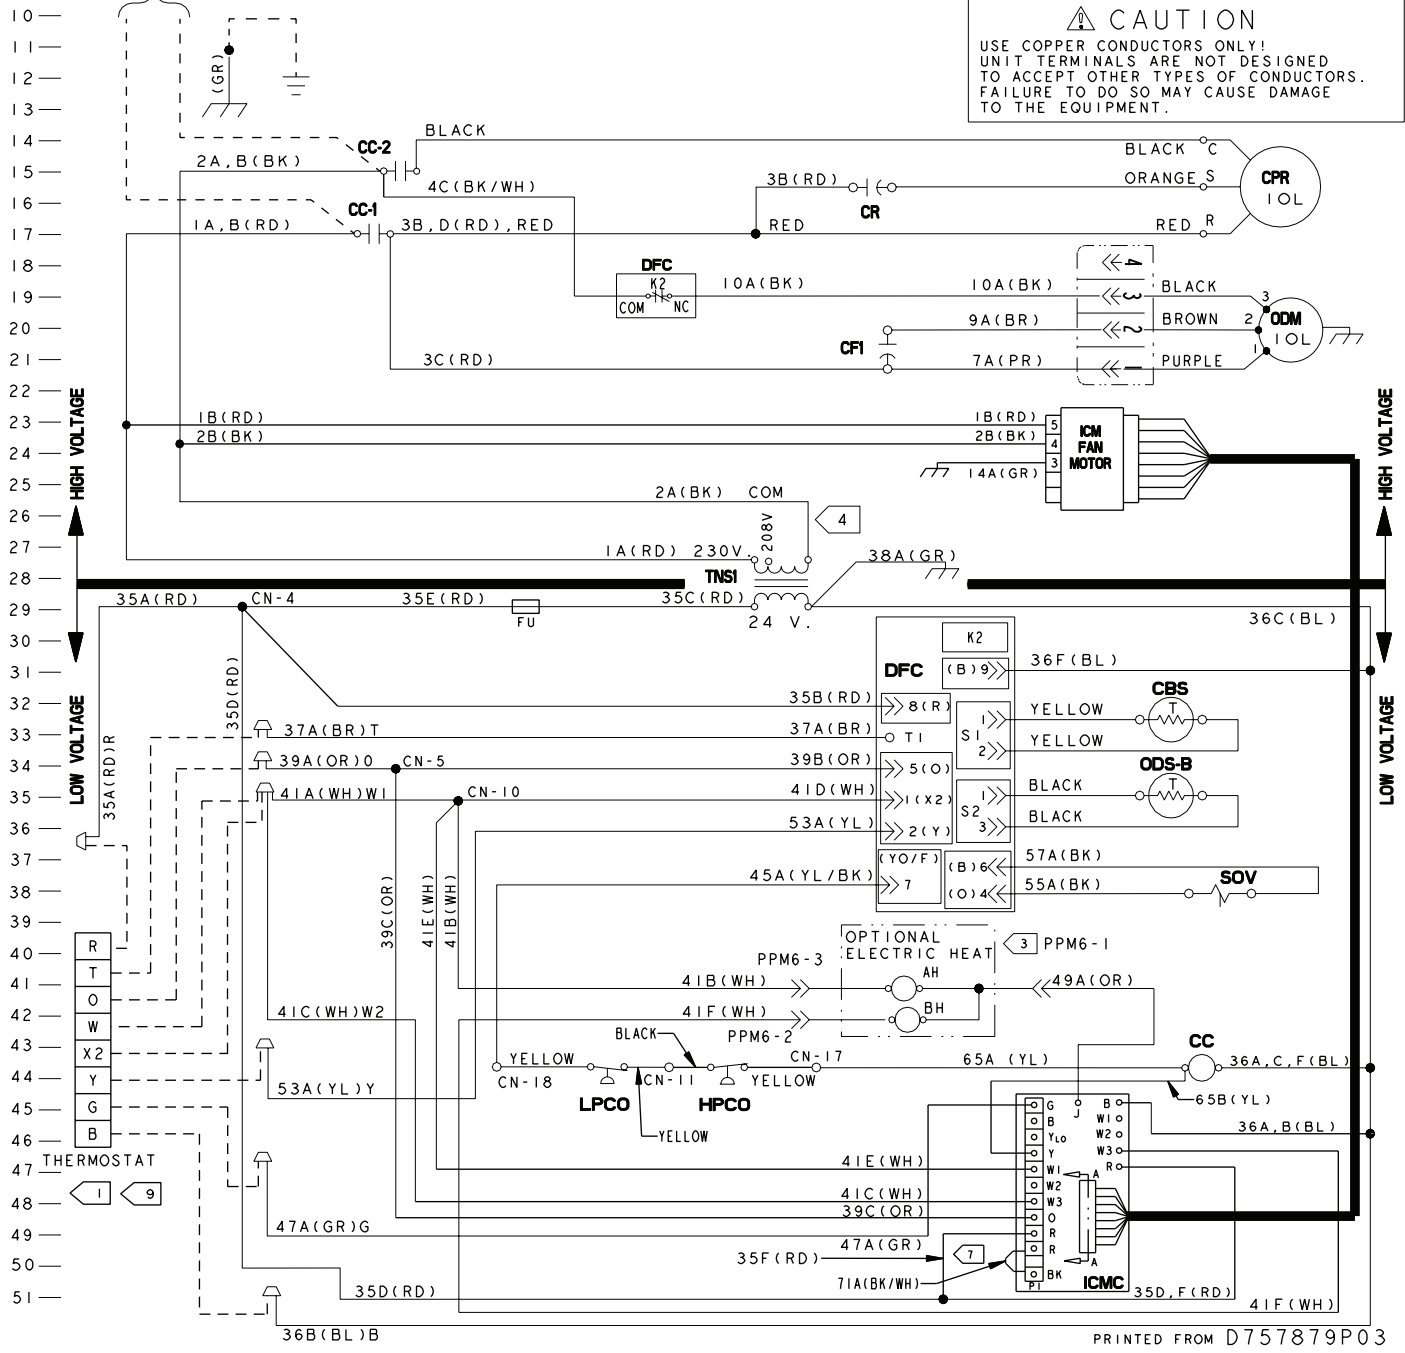 10
CAUTION
USE COPPER CONDUCTORS ONLY!
UNIT TERMINALS ARE NOT DESIGNED
TO ACCEPT OTHER TYPES OF CONDUCTORS.
FAILURE TO DO SO MAY CAUSE DAMAGE
TO THE EQUIPMENT.
11
(GR)
12
13
14
BLACK
CC-2
BLACK C
15
2A,B(BK)
4C(BK/WH)
3B(RD)
CR
ORANGE S
CPR
10L
16
CC-1
17
1A,B(RD)
3B,D(RD),RED
RED
RED R
18
DFC
K2
COM NC
4
19
10A(BK)
10A(BK)
3
BLACK
3
20
9A(BR)
2
BROWN
2
ODM
10L
CF1
21
3C(RD)
7A(PR)
1
PURPLE
1
22
HIGH VOLTAGE
HIGH VOLTAGE
23
1B(RD)
1B(RD)
5
ICM
FAN
MOTOR
2B(BK)
2B(BK)
4
24
3
14A(GR)
25
2A(BK) COM
26
208V
4
27
1A(RD) 230V.
38A(GR)
28
TNS1
29
35A(RD)
CN-4
35E(RD)
FU
35C(RD)
24 V.
36C(BL)
30
K2
31
DFC
(B)9
36F(BL)
32
35D(RD)
35B(RD)
8(R)
LOW VOLTAGE
LOW VOLTAGE
33
37A(BR)T
37A(BR)
T1
S1
1
2
YELLOW
YELLOW
CBS
T
34
35A(RD)R
39A(OR)O
CN-5
39B(OR)
5(O)
35
41A(WH)W1
CN-10
41D(WH)
1(X2)
S2
1
3
BLACK
BLACK
ODS-B
T
36
53A(YL)
2(Y)
37
(YO/F)
(B)6
57A(BK)
38
45A(YL/BK)
7
(O)4
55A(BK)
SOV
39
39C(OR)
41E(WH)
41B(WH)
40
R
OPTIONAL
ELECTRIC HEAT
3
PPM6-1
PPM6-3
41
T
41B(WH)
AH
49A(OR)
O
42
W
41C(WH)W2
41F(WH)
BH
PPM6-2
BLACK
43
X2
YELLOW
CN-17
65A (YL)
CC
36A,C,F(BL)
CN-18
CN-11
YELLOW
44
Y
53A(YL)Y
LPCO
HPCO
65B(YL)
45
G
YELLOW
46
B
36A,B(BL)
THERMOSTAT
47
41E(WH)
1
9
48
41C(WH)
39C(OR)
49
47A(GR)G
47A(GR)
50
35F(RD)
7
71A(BK/WH)
G
B
YLO
Y
W1
W2
W3
O
R
R
BK
P1
J
B
W1
W2
W3
R
A
A
ICMC
51
35D(RD)
35D,F(RD)
41F(WH)
36B(BL)B
PRINTED FROM D757879P03